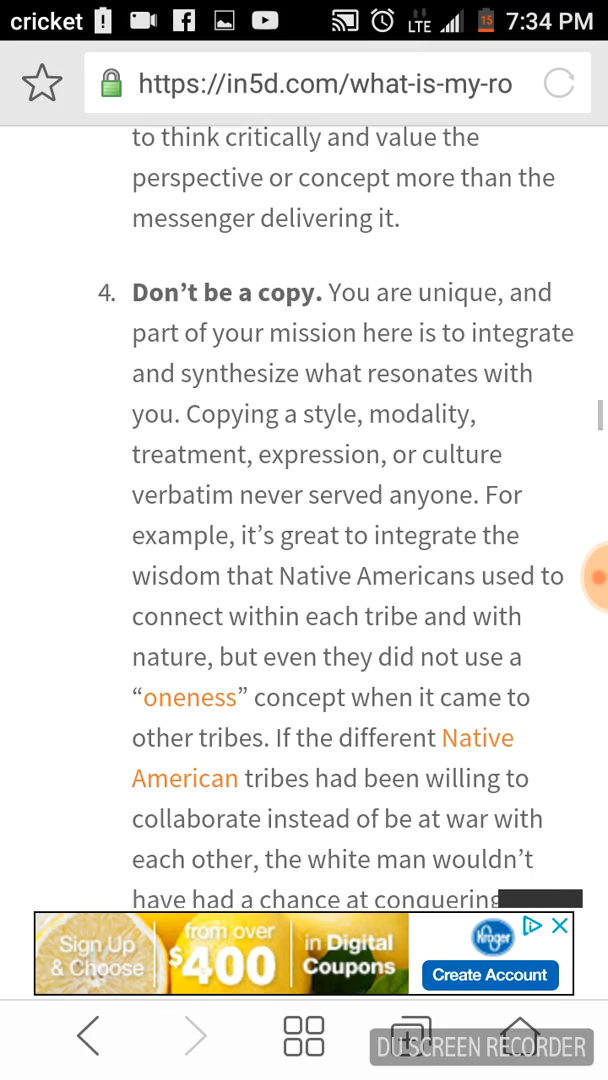 cricket LTE 15 7:34 PM
https://in5d.com/what-is-my-ro
to think critically and value the
perspective or concept more than the
messenger delivering it.
4. Don’t be a copy. You are unique, and
part of your mission here is to integrate
and synthesize what resonates with
you. Copying a style, modality,
treatment, expression, or culture
verbatim never served anyone. For
example, it’s great to integrate the
wisdom that Native Americans used to
connect within each tribe and with
nature, but even they did not use a
“oneness” concept when it came to
other tribes. If the different Native
American tribes had been willing to
collaborate instead of be at war with
each other, the white man wouldn’t
have had a chance at conquering
Sign Up
& Choose
from over
$400
in Digital
Coupons
Kroger
Create Account
DU SCREEN RECORDER